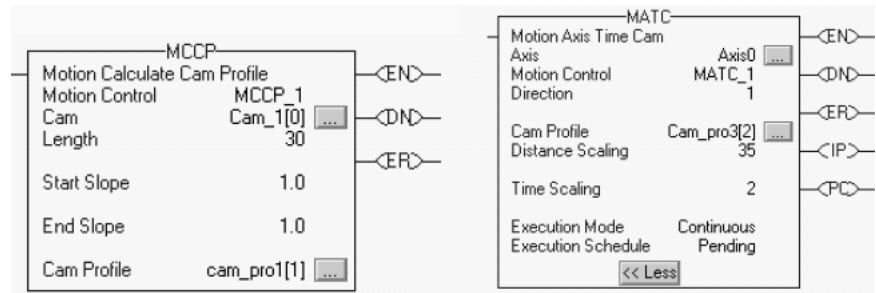 MCCP
Motion Calculate Cam Profile
Motion Control MCCP_1
Cam Cam_1[0] ...
Length 30
Start Slope 1.0
End Slope 1.0
Cam Profile cam_pro1[1] ...
EN
DN
ER
MATC
Motion Axis Time Cam
Axis Axis0 ...
Motion Control MATC_1
Direction 1
Cam Profile Cam_pro3[2] ...
Distance Scaling 35
Time Scaling 2
Execution Mode Continuous
Execution Schedule Pending
<< Less
EN
DN
ER
IP
PC